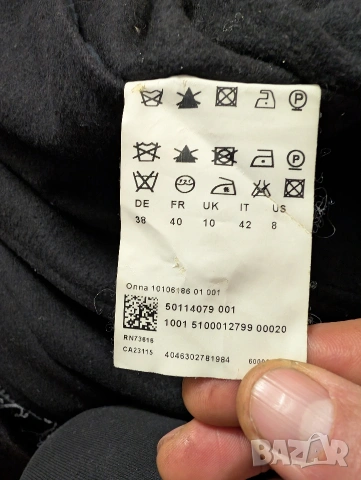 DE FR UK IT US
38 40 10 42 8
Onna 10106186 01 001
50114079 001
1001 5100012799 00020
RN73616
CA23115 4046302781984
BAZAR